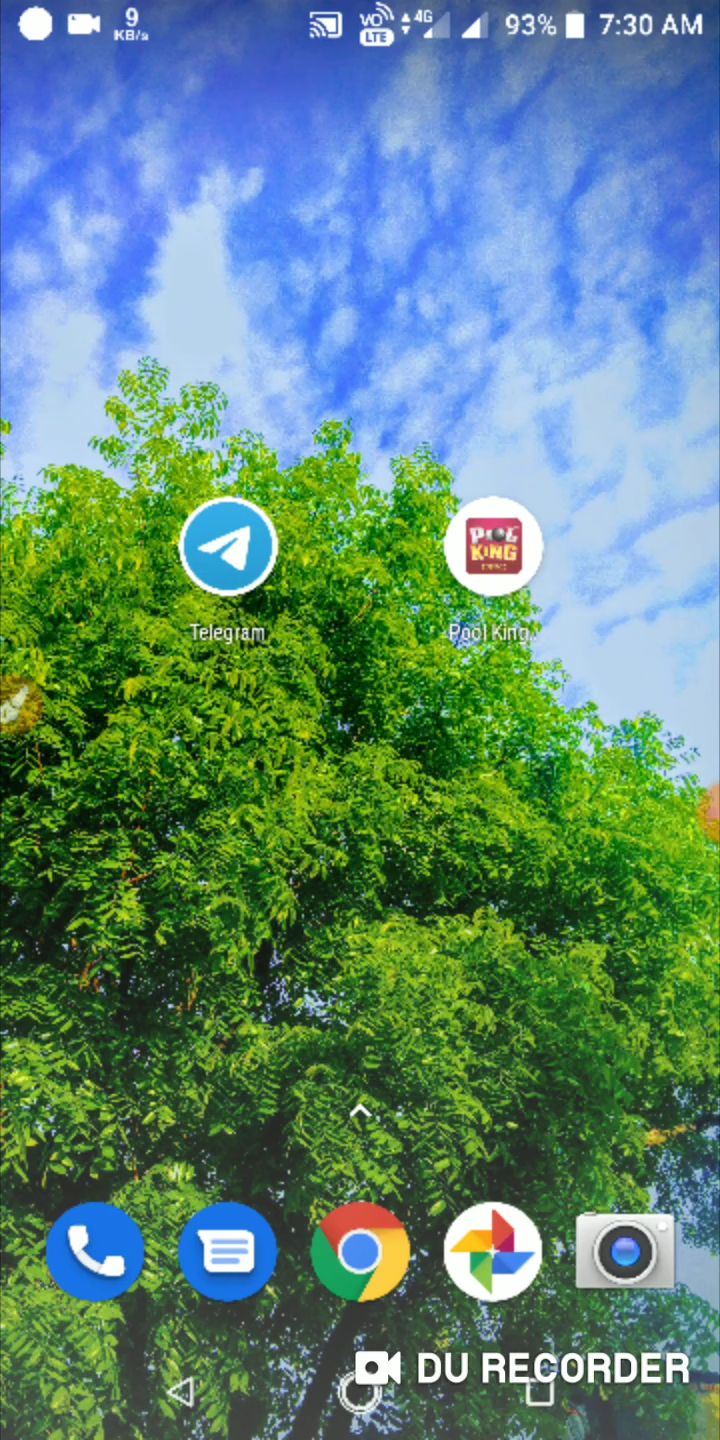 9
KB/s
VO
LTE
4G
93%
7:30 AM
POOL
KING
Telegram
Pool King..
DU RECORDER